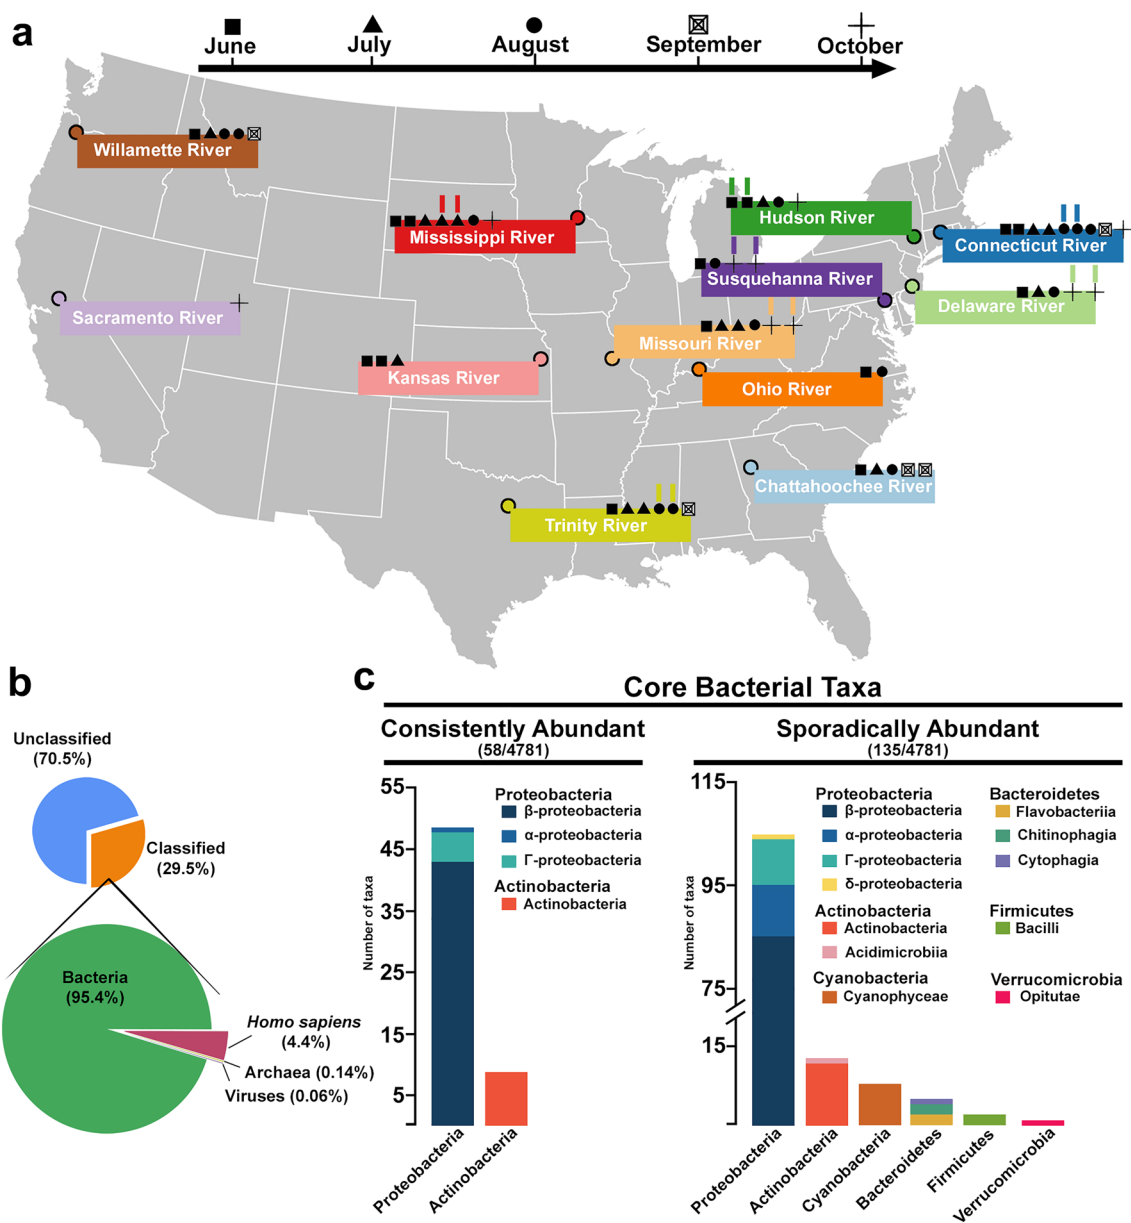 a
June
July
August
September
October
Willamette River
Mississippi River
Hudson River
Connecticut River
Susquehanna River
Delaware River
Sacramento River
Missouri River
Kansas River
Ohio River
Chattahoochee River
Trinity River
b
Unclassified
(70.5%)
Classified
(29.5%)
Bacteria
(95.4%)
Homo sapiens
(4.4%)
Archaea (0.14%)
Viruses (0.06%)
c
Core Bacterial Taxa
Consistently Abundant
(58/4781)
55
45
35
25
15
5
Number of taxa
Proteobacteria
β-proteobacteria
α-proteobacteria
Γ-proteobacteria
Actinobacteria
Actinobacteria
Proteobacteria
Actinobacteria
Sporadically Abundant
(135/4781)
115
95
75
15
Number of taxa
Proteobacteria
β-proteobacteria
α-proteobacteria
Γ-proteobacteria
δ-proteobacteria
Actinobacteria
Actinobacteria
Acidimicrobiia
Cyanobacteria
Cyanophyceae
Bacteroidetes
Flavobacteriia
Chitinophagia
Cytophagia
Firmicutes
Bacilli
Verrucomicrobia
Opitutae
Proteobacteria
Actinobacteria
Cyanobacteria
Bacteroidetes
Firmicutes
Verrucomicrobia